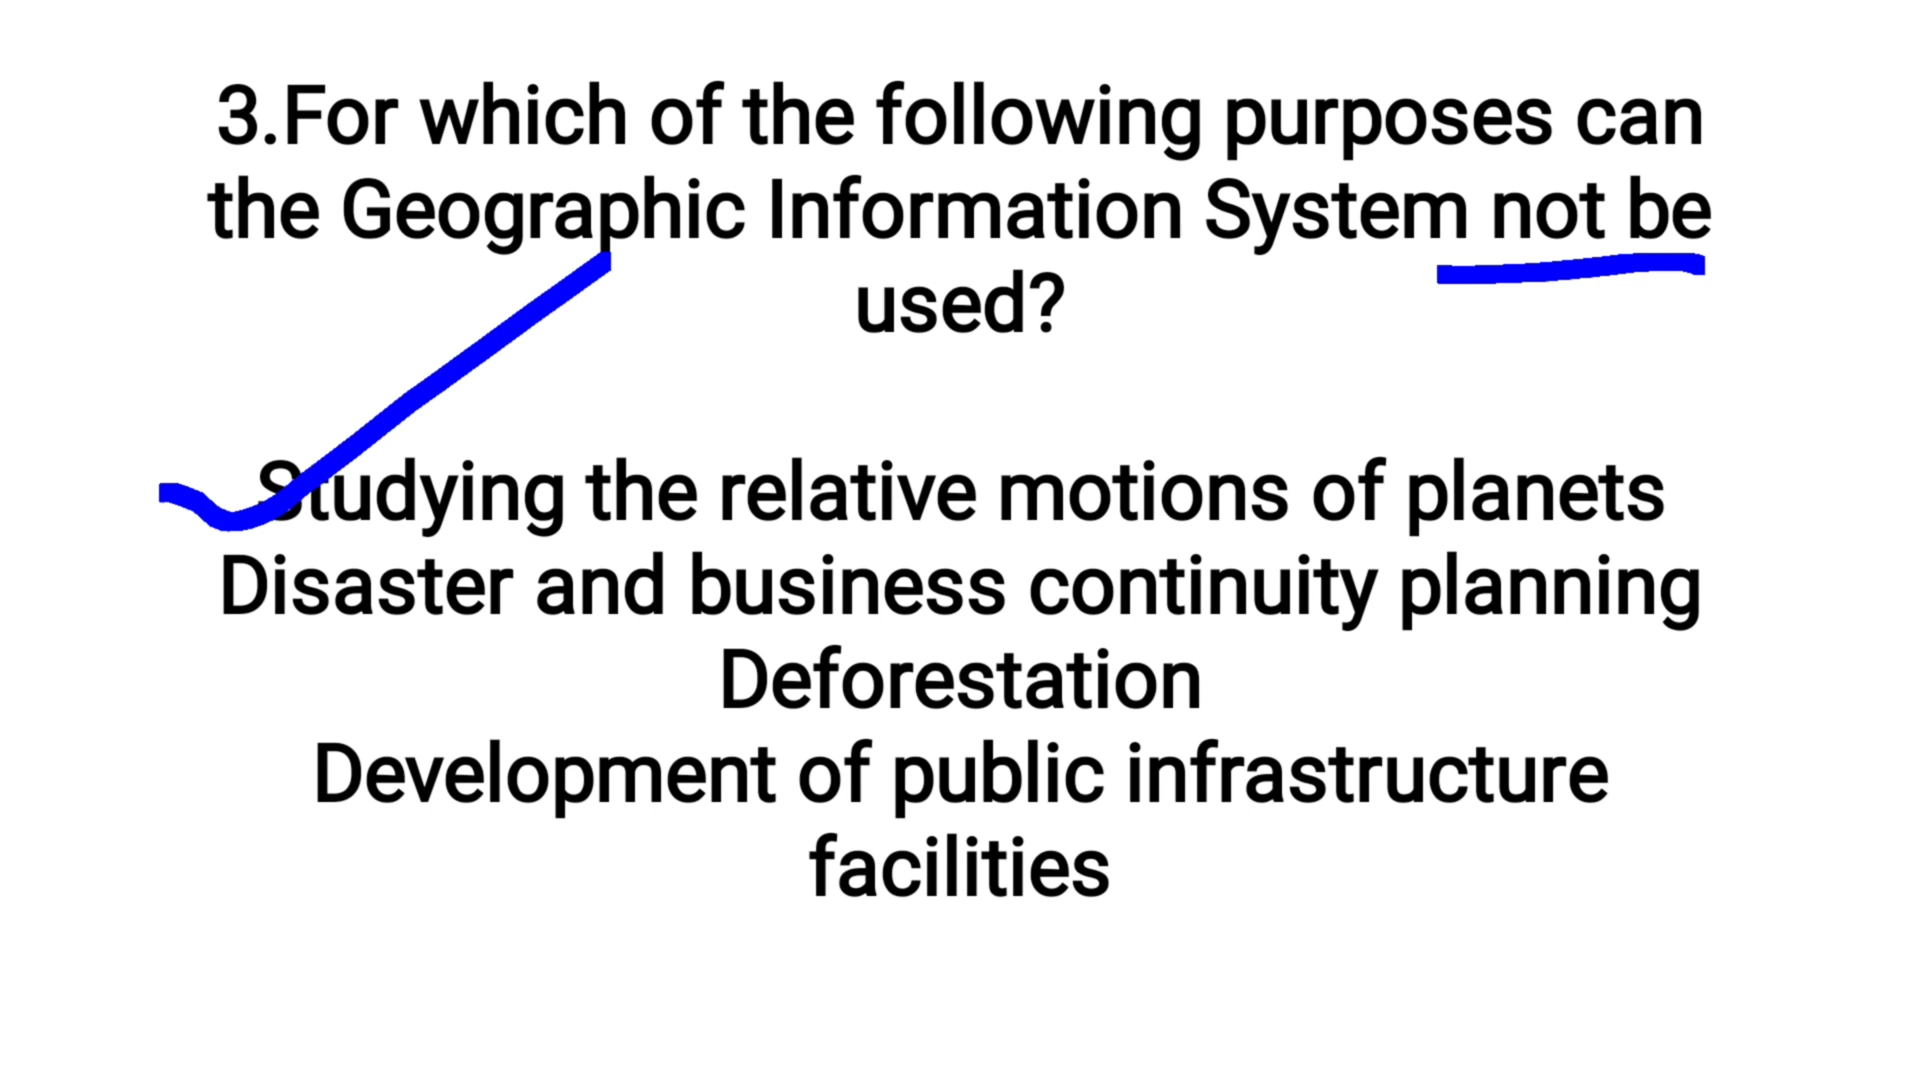 3.For which of the following purposes can
the Geographic Information System not be
used?
Studying the relative motions of planets
Disaster and business continuity planning
Deforestation
Development of public infrastructure
facilities